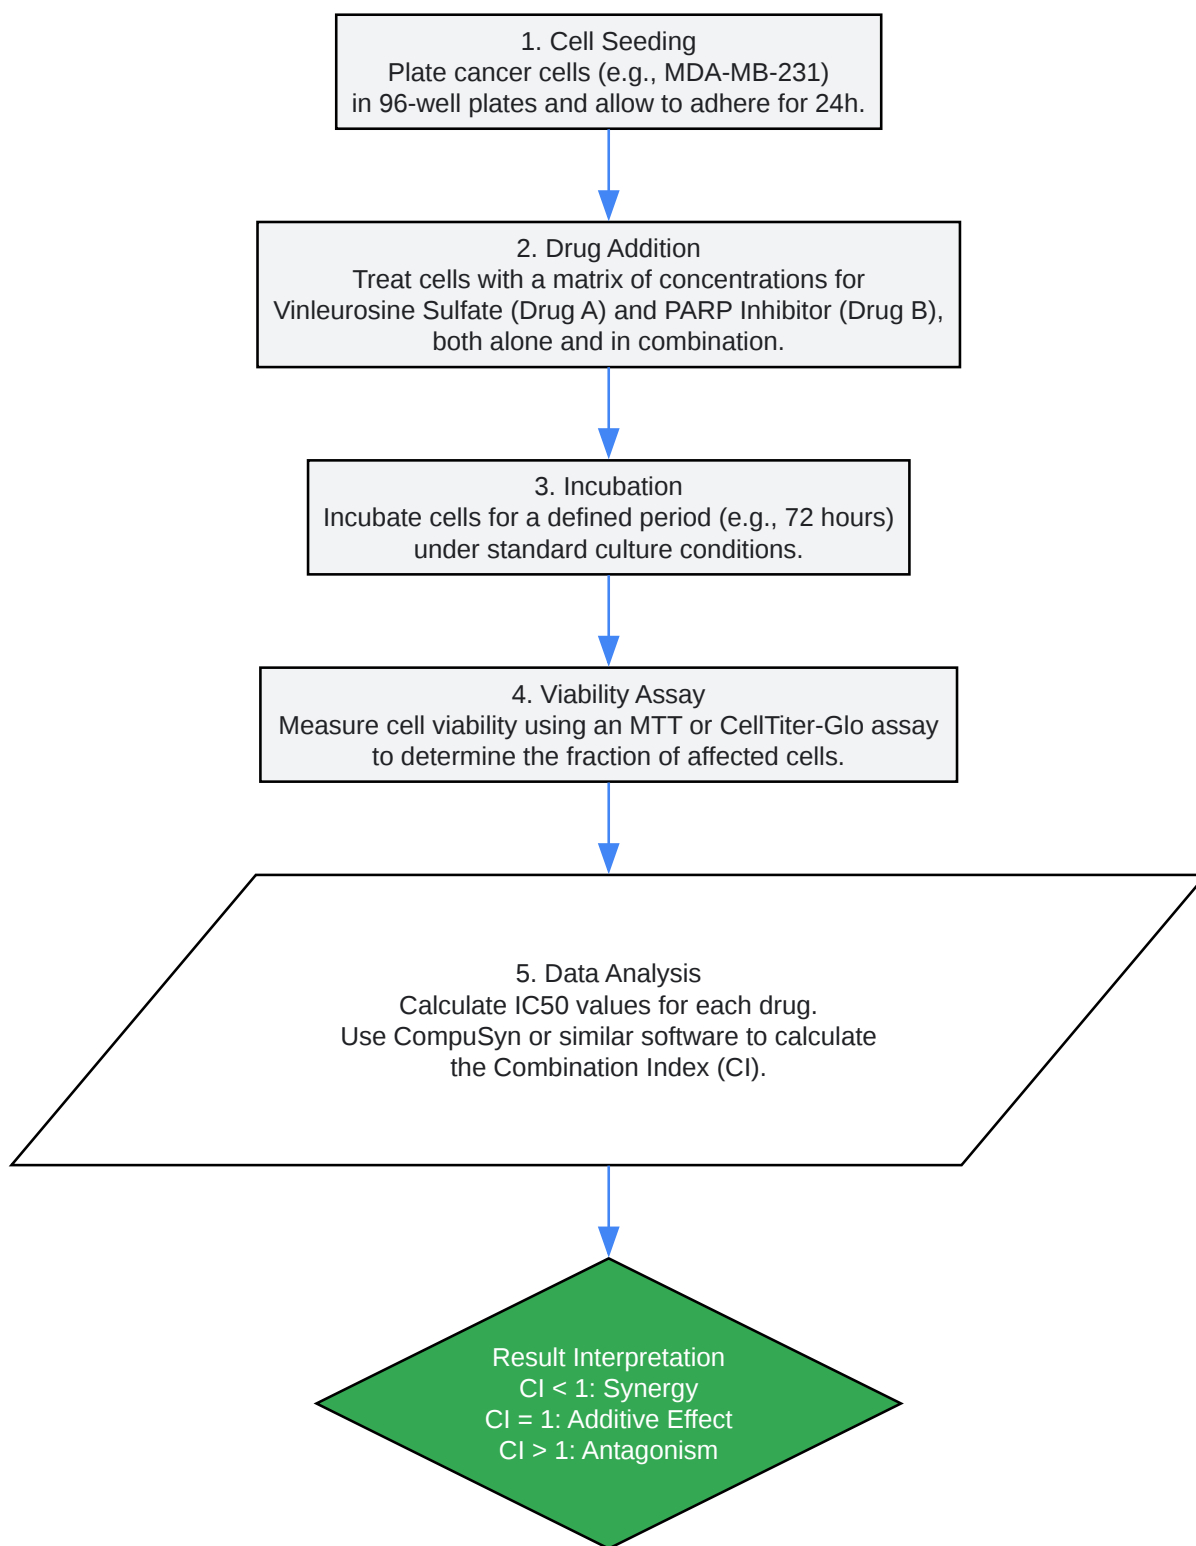 1. Cell Seeding
Plate cancer cells (e.g., MDA-MB-231)
in 96-well plates and allow to adhere for 24h.
2. Drug Addition
Treat cells with a matrix of concentrations for
Vinleurosine Sulfate (Drug A) and PARP Inhibitor (Drug B),
both alone and in combination.
3. Incubation
Incubate cells for a defined period (e.g., 72 hours)
under standard culture conditions.
4. Viability Assay
Measure cell viability using an MTT or CellTiter-Glo assay
to determine the fraction of affected cells.
5. Data Analysis
Calculate IC50 values for each drug.
Use CompuSyn or similar software to calculate
the Combination Index (CI).
Result Interpretation
CI < 1: Synergy
CI = 1: Additive Effect
CI > 1: Antagonism